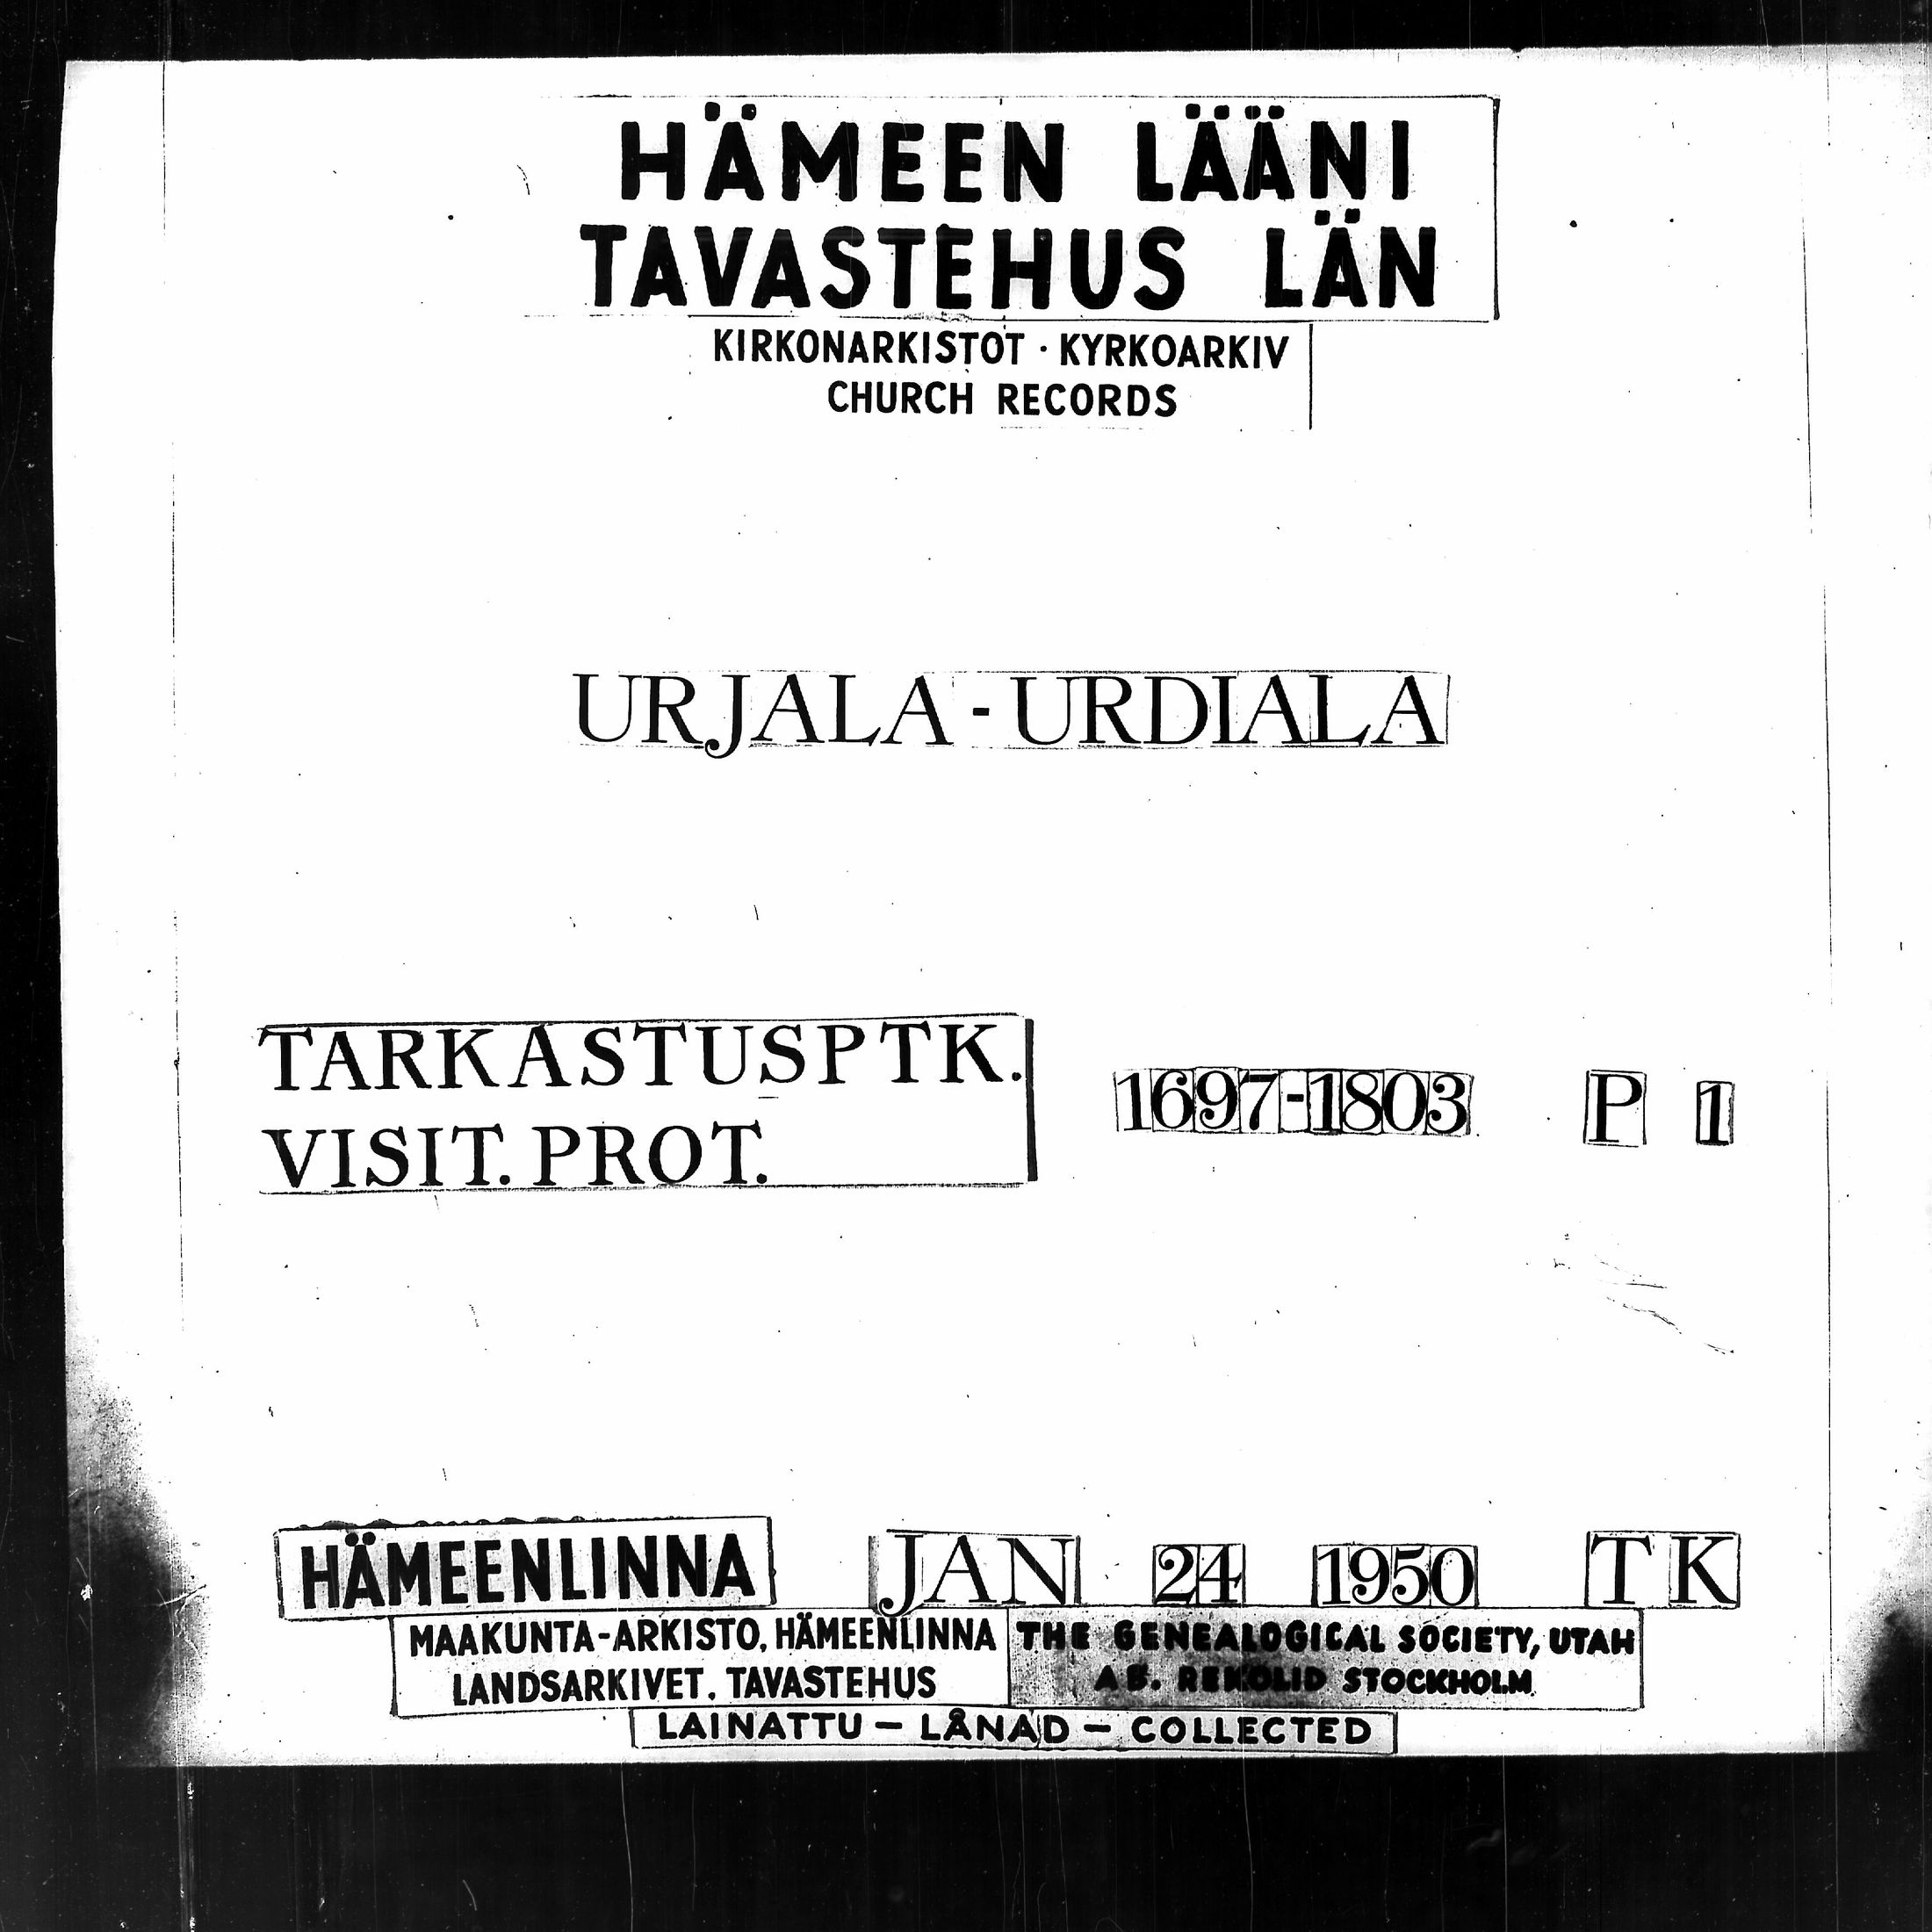 HÄMEEN LÄÄNI
TAVASTEHUS LÄN
KIRKONARKISTOT · KYRKOARKIV
CHURCH RECORDS
URJALA - URDIALA
TARKASTUSPTK.
VISIT. PROT.
1697-1803 P 1
HÄMEENLINNA JAN 24 1950 TK
MAAKUNTA-ARKISTO, HÄMEENLINNA
LANDSARKIVET. TAVASTEHUS
THE GENEALOGICAL SOCIETY, UTAH
AB. REKOLID STOCKHOLM
LAINATTU — LÅNAD — COLLECTED